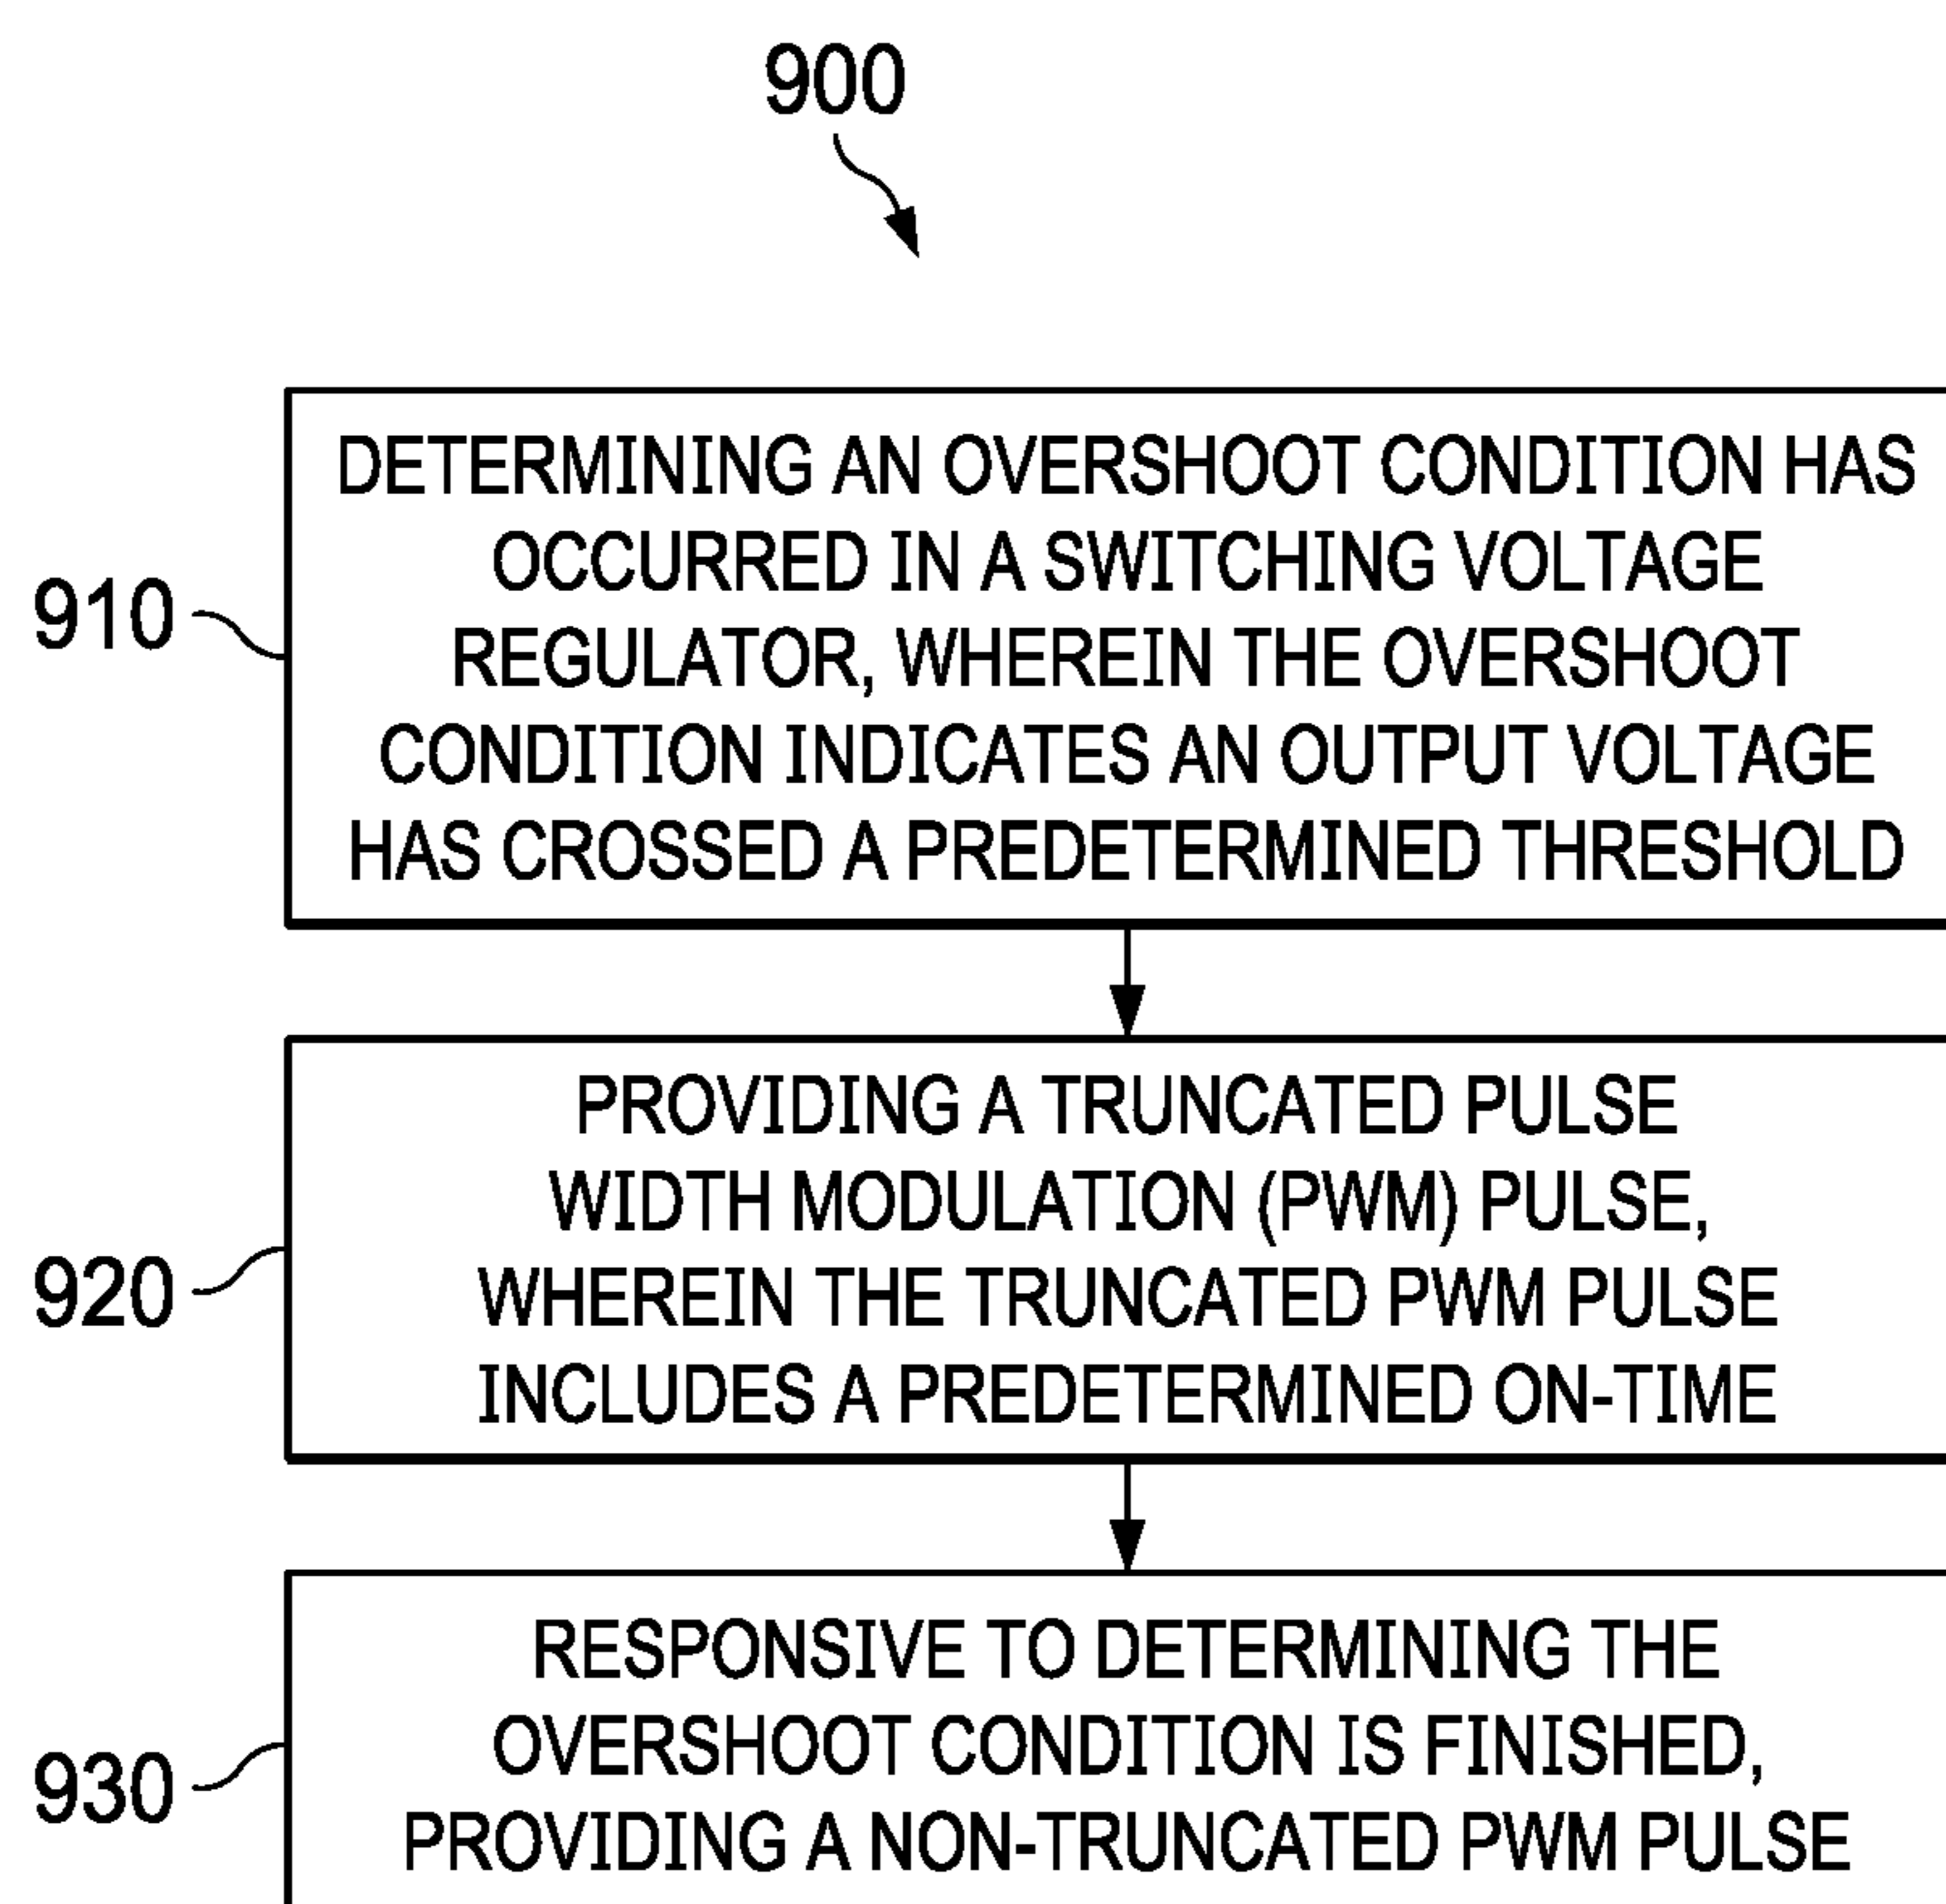 900
910
DETERMINING AN OVERSHOOT CONDITION HAS
OCCURRED IN A SWITCHING VOLTAGE
REGULATOR, WHEREIN THE OVERSHOOT
CONDITION INDICATES AN OUTPUT VOLTAGE
HAS CROSSED A PREDETERMINED THRESHOLD
920
PROVIDING A TRUNCATED PULSE
WIDTH MODULATION (PWM) PULSE,
WHEREIN THE TRUNCATED PWM PULSE
INCLUDES A PREDETERMINED ON-TIME
930
RESPONSIVE TO DETERMINING THE
OVERSHOOT CONDITION IS FINISHED,
PROVIDING A NON-TRUNCATED PWM PULSE